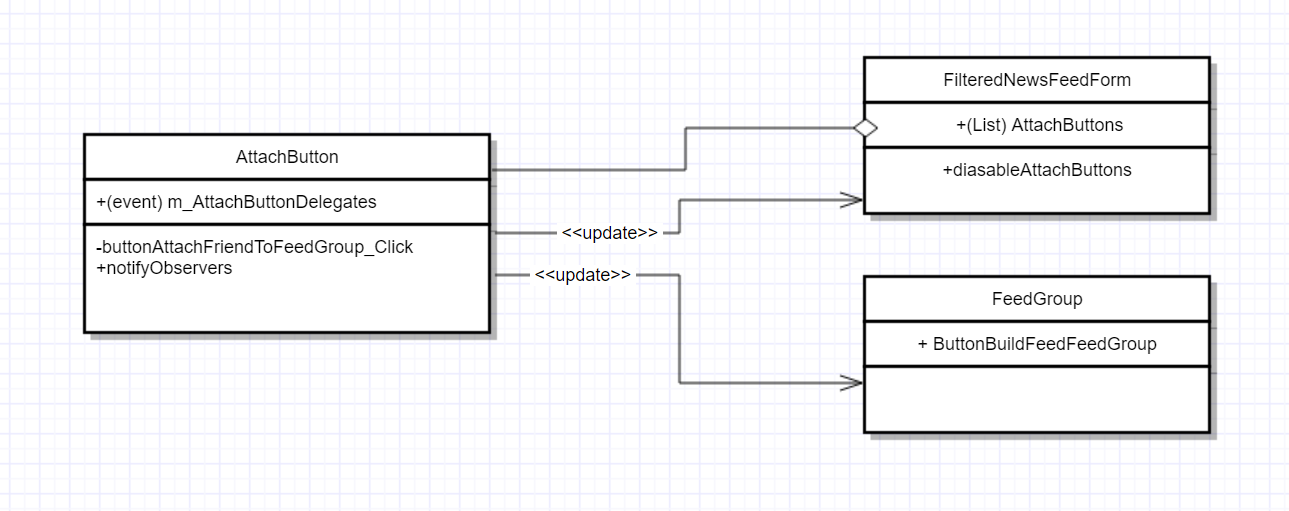 AttachButton
+(event) m_AttachButtonDelegates
-buttonAttachFriendToFeedGroup_Click
+notifyObservers
<<update>>
<<update>>
FilteredNewsFeedForm
+(List) AttachButtons
+diasableAttachButtons
FeedGroup
+ ButtonBuildFeedFeedGroup